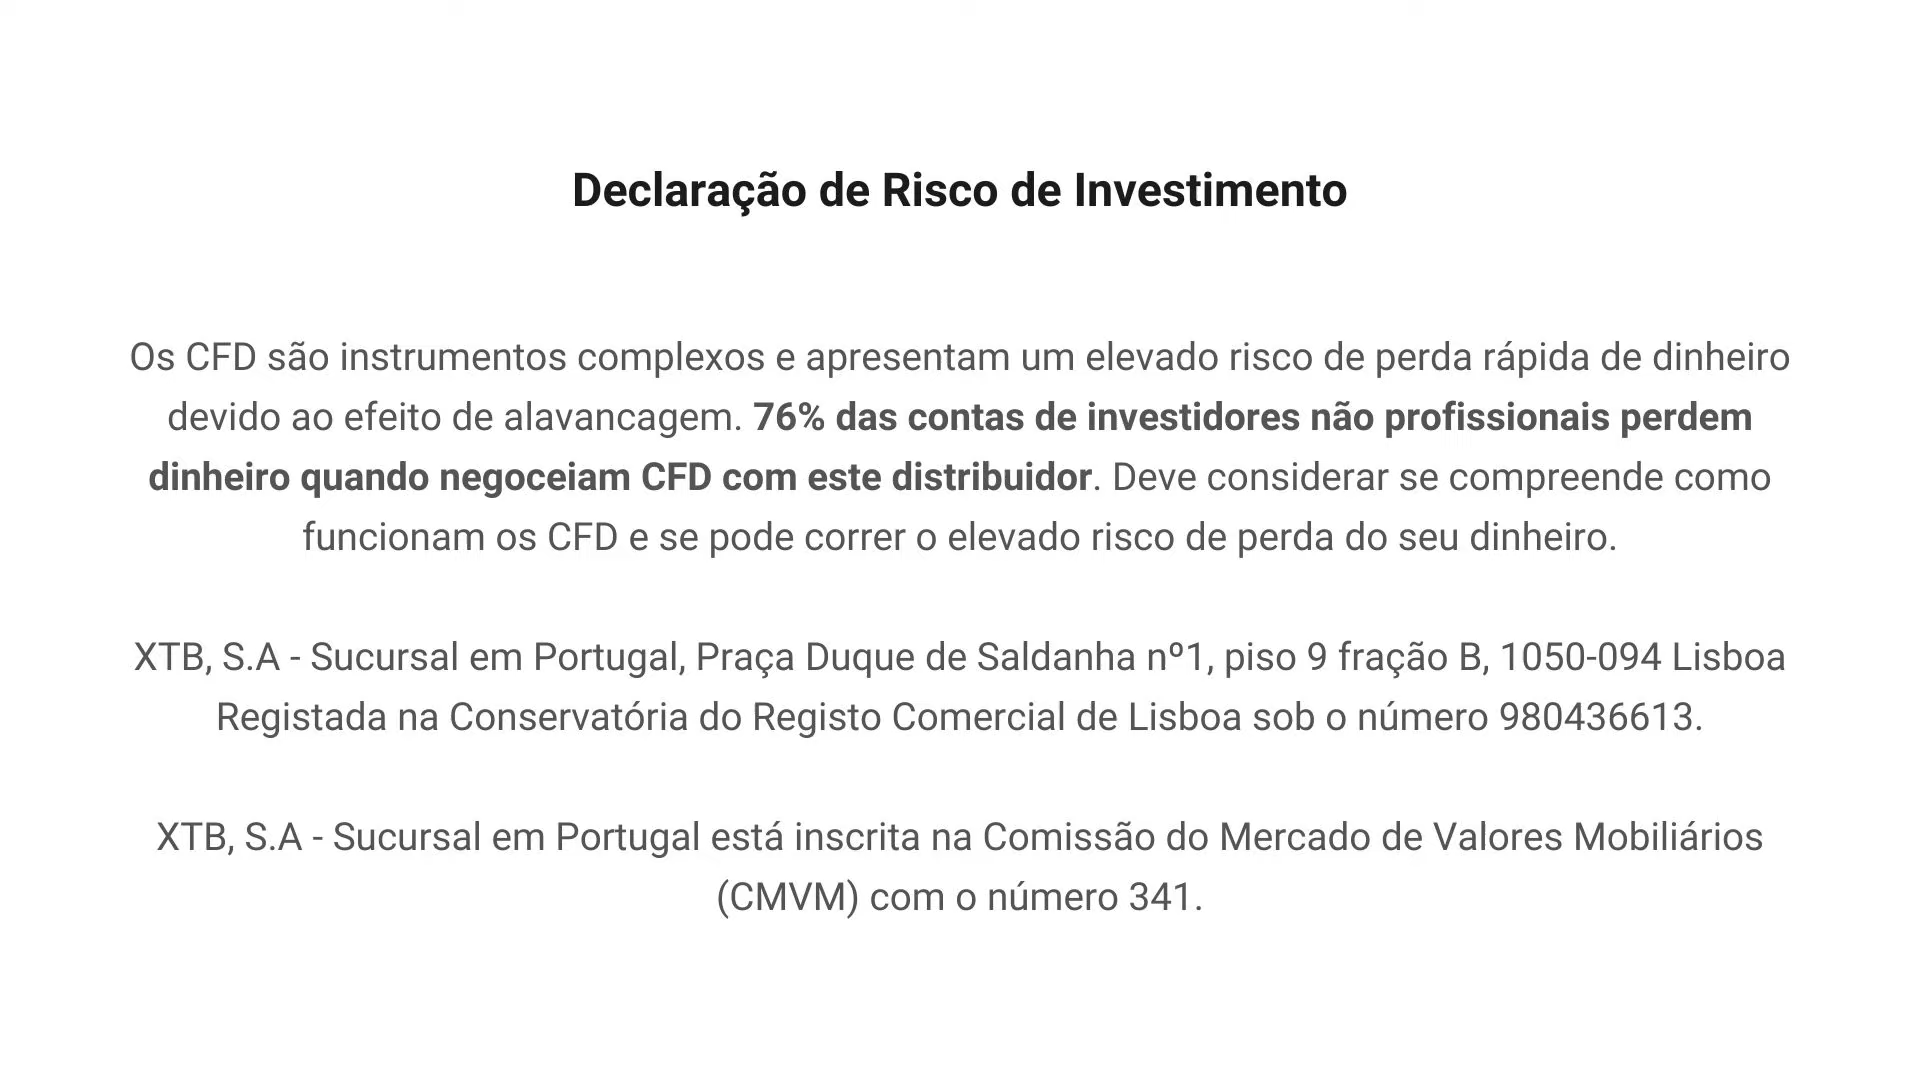 Declaração de Risco de Investimento
Os CFD são instrumentos complexos e apresentam um elevado risco de perda rápida de dinheiro
devido ao efeito de alavancagem. 76% das contas de investidores não profissionais perdem
dinheiro quando negoceiam CFD com este distribuidor. Deve considerar se compreende como
funcionam os CFD e se pode correr o elevado risco de perda do seu dinheiro.
XTB, S.A - Sucursal em Portugal, Praça Duque de Saldanha nº1, piso 9 fração B, 1050-094 Lisboa
Registada na Conservatória do Registo Comercial de Lisboa sob o número 980436613.
XTB, S.A - Sucursal em Portugal está inscrita na Comissão do Mercado de Valores Mobiliários
(CMVM) com o número 341.